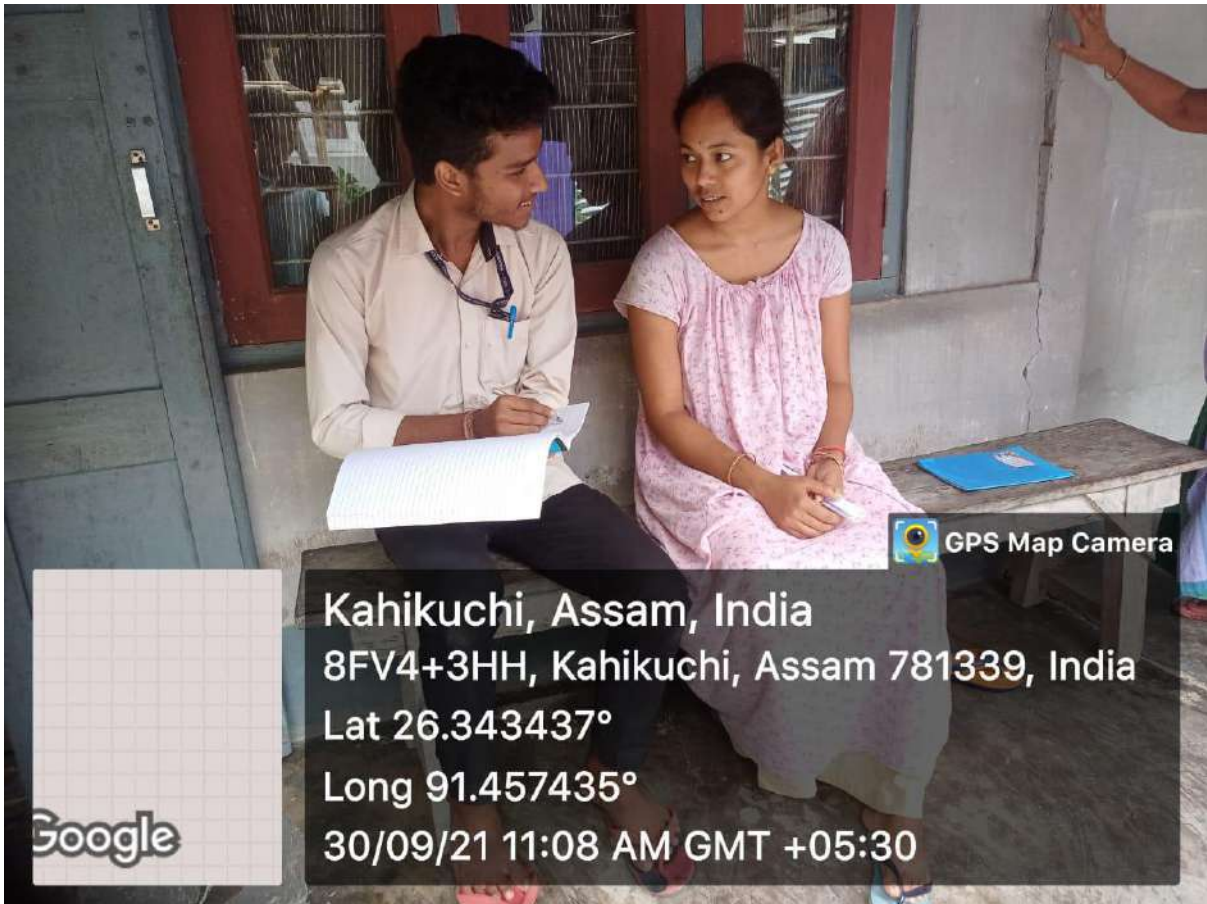 GPS Map Camera
Kahikuchi, Assam, India
8FV4+3HH, Kahikuchi, Assam 781339, India
Lat 26.343437°
Long 91.457435°
30/09/21 11:08 AM GMT +05:30
Google